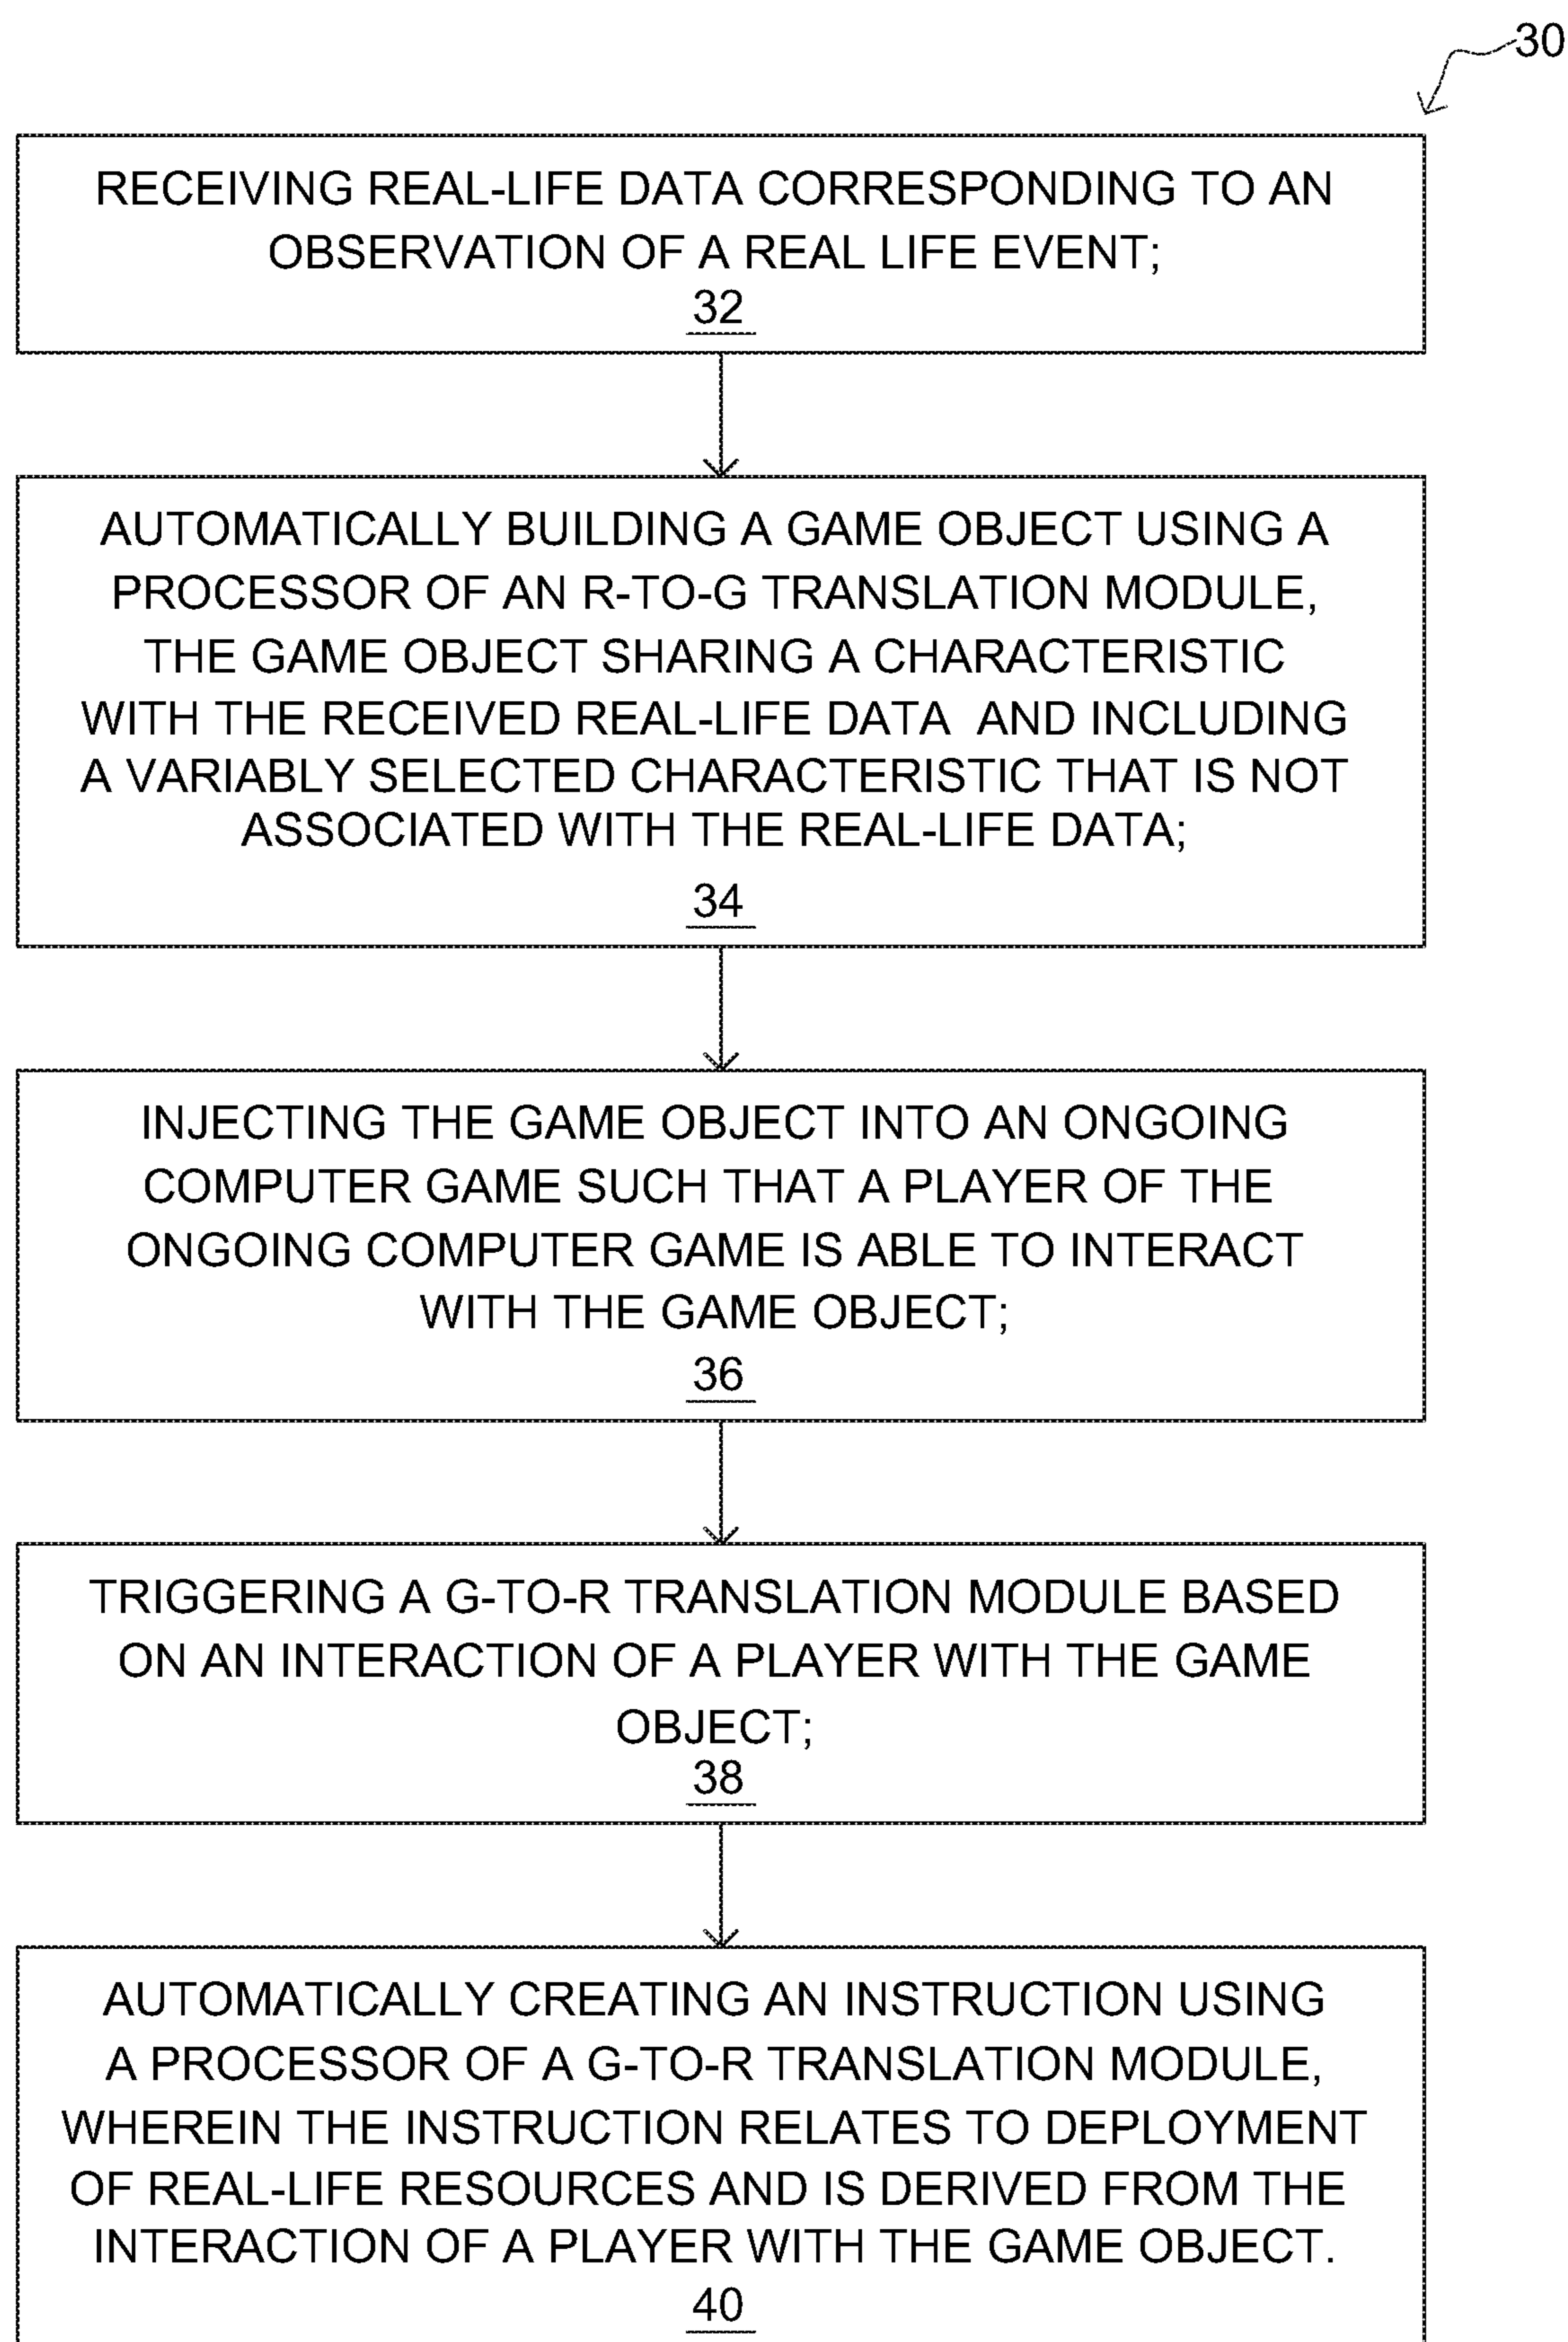 30
RECEIVING REAL-LIFE DATA CORRESPONDING TO AN
OBSERVATION OF A REAL LIFE EVENT;
32
AUTOMATICALLY BUILDING A GAME OBJECT USING A
PROCESSOR OF AN R-TO-G TRANSLATION MODULE,
THE GAME OBJECT SHARING A CHARACTERISTIC
WITH THE RECEIVED REAL-LIFE DATA AND INCLUDING
A VARIABLY SELECTED CHARACTERISTIC THAT IS NOT
ASSOCIATED WITH THE REAL-LIFE DATA;
34
INJECTING THE GAME OBJECT INTO AN ONGOING
COMPUTER GAME SUCH THAT A PLAYER OF THE
ONGOING COMPUTER GAME IS ABLE TO INTERACT
WITH THE GAME OBJECT;
36
TRIGGERING A G-TO-R TRANSLATION MODULE BASED
ON AN INTERACTION OF A PLAYER WITH THE GAME
OBJECT;
38
AUTOMATICALLY CREATING AN INSTRUCTION USING
A PROCESSOR OF A G-TO-R TRANSLATION MODULE,
WHEREIN THE INSTRUCTION RELATES TO DEPLOYMENT
OF REAL-LIFE RESOURCES AND IS DERIVED FROM THE
INTERACTION OF A PLAYER WITH THE GAME OBJECT.
40